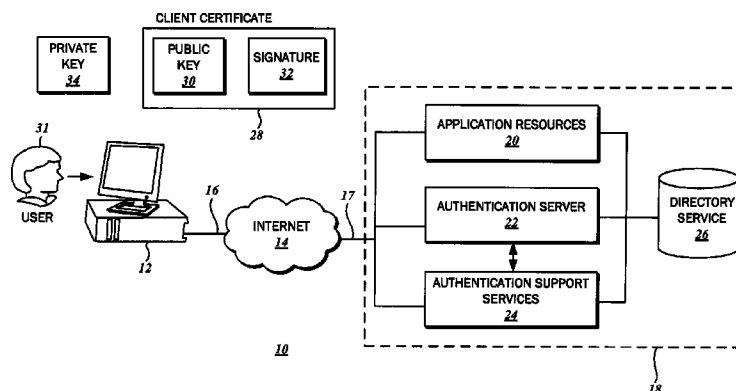 CLIENT CERTIFICATE
PRIVATE
KEY
34
PUBLIC
KEY
30
SIGNATURE
32
28
31
USER
12
16
INTERNET
14
17
APPLICATION RESOURCES
20
AUTHENTICATION SERVER
22
AUTHENTICATION SUPPORT
SERVICES
24
DIRECTORY
SERVICE
26
10
18